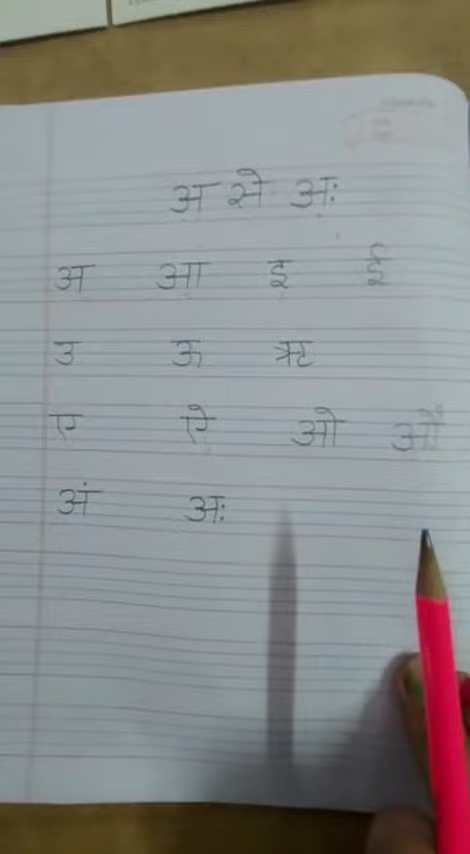 अ से अः
अ आ इ ई
उ ऊ ऋ
ए ऐ ओ औ
अं अः